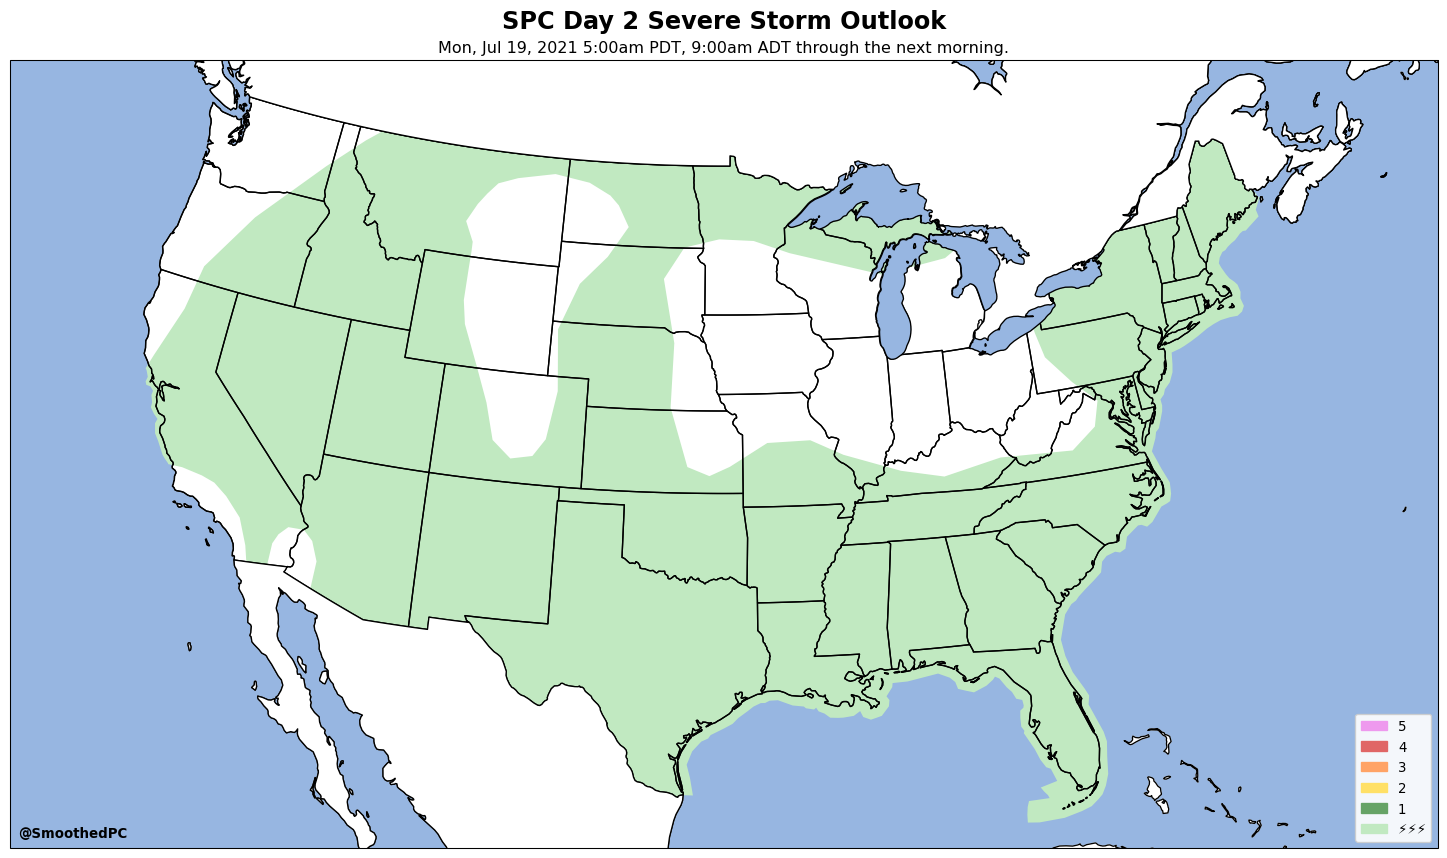 SPC Day 2 Severe Storm Outlook
Mon, Jul 19, 2021 5:00am PDT, 9:00am ADT through the next morning.
5
4
3
2
1
⚡⚡⚡
@SmoothedPC